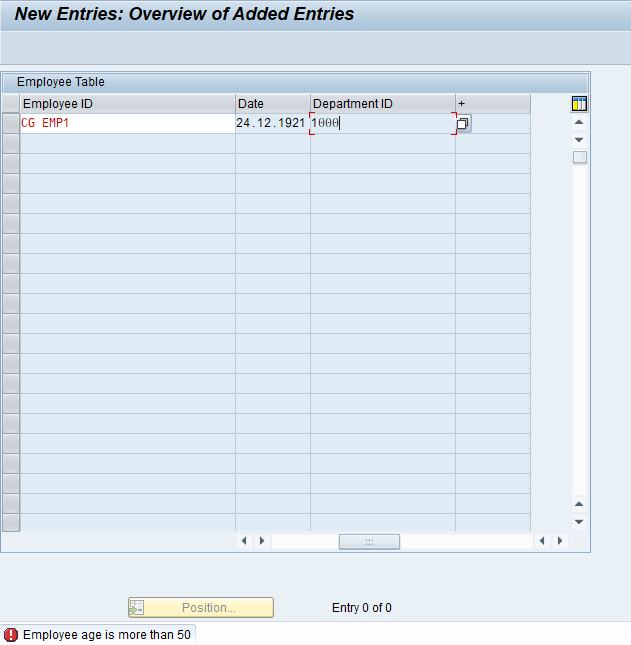 New Entries: Overview of Added Entries
Employee Table
Employee ID Date Department ID +
CG EMP1 24.12.1921 1000
Position... Entry 0 of 0
Employee age is more than 50